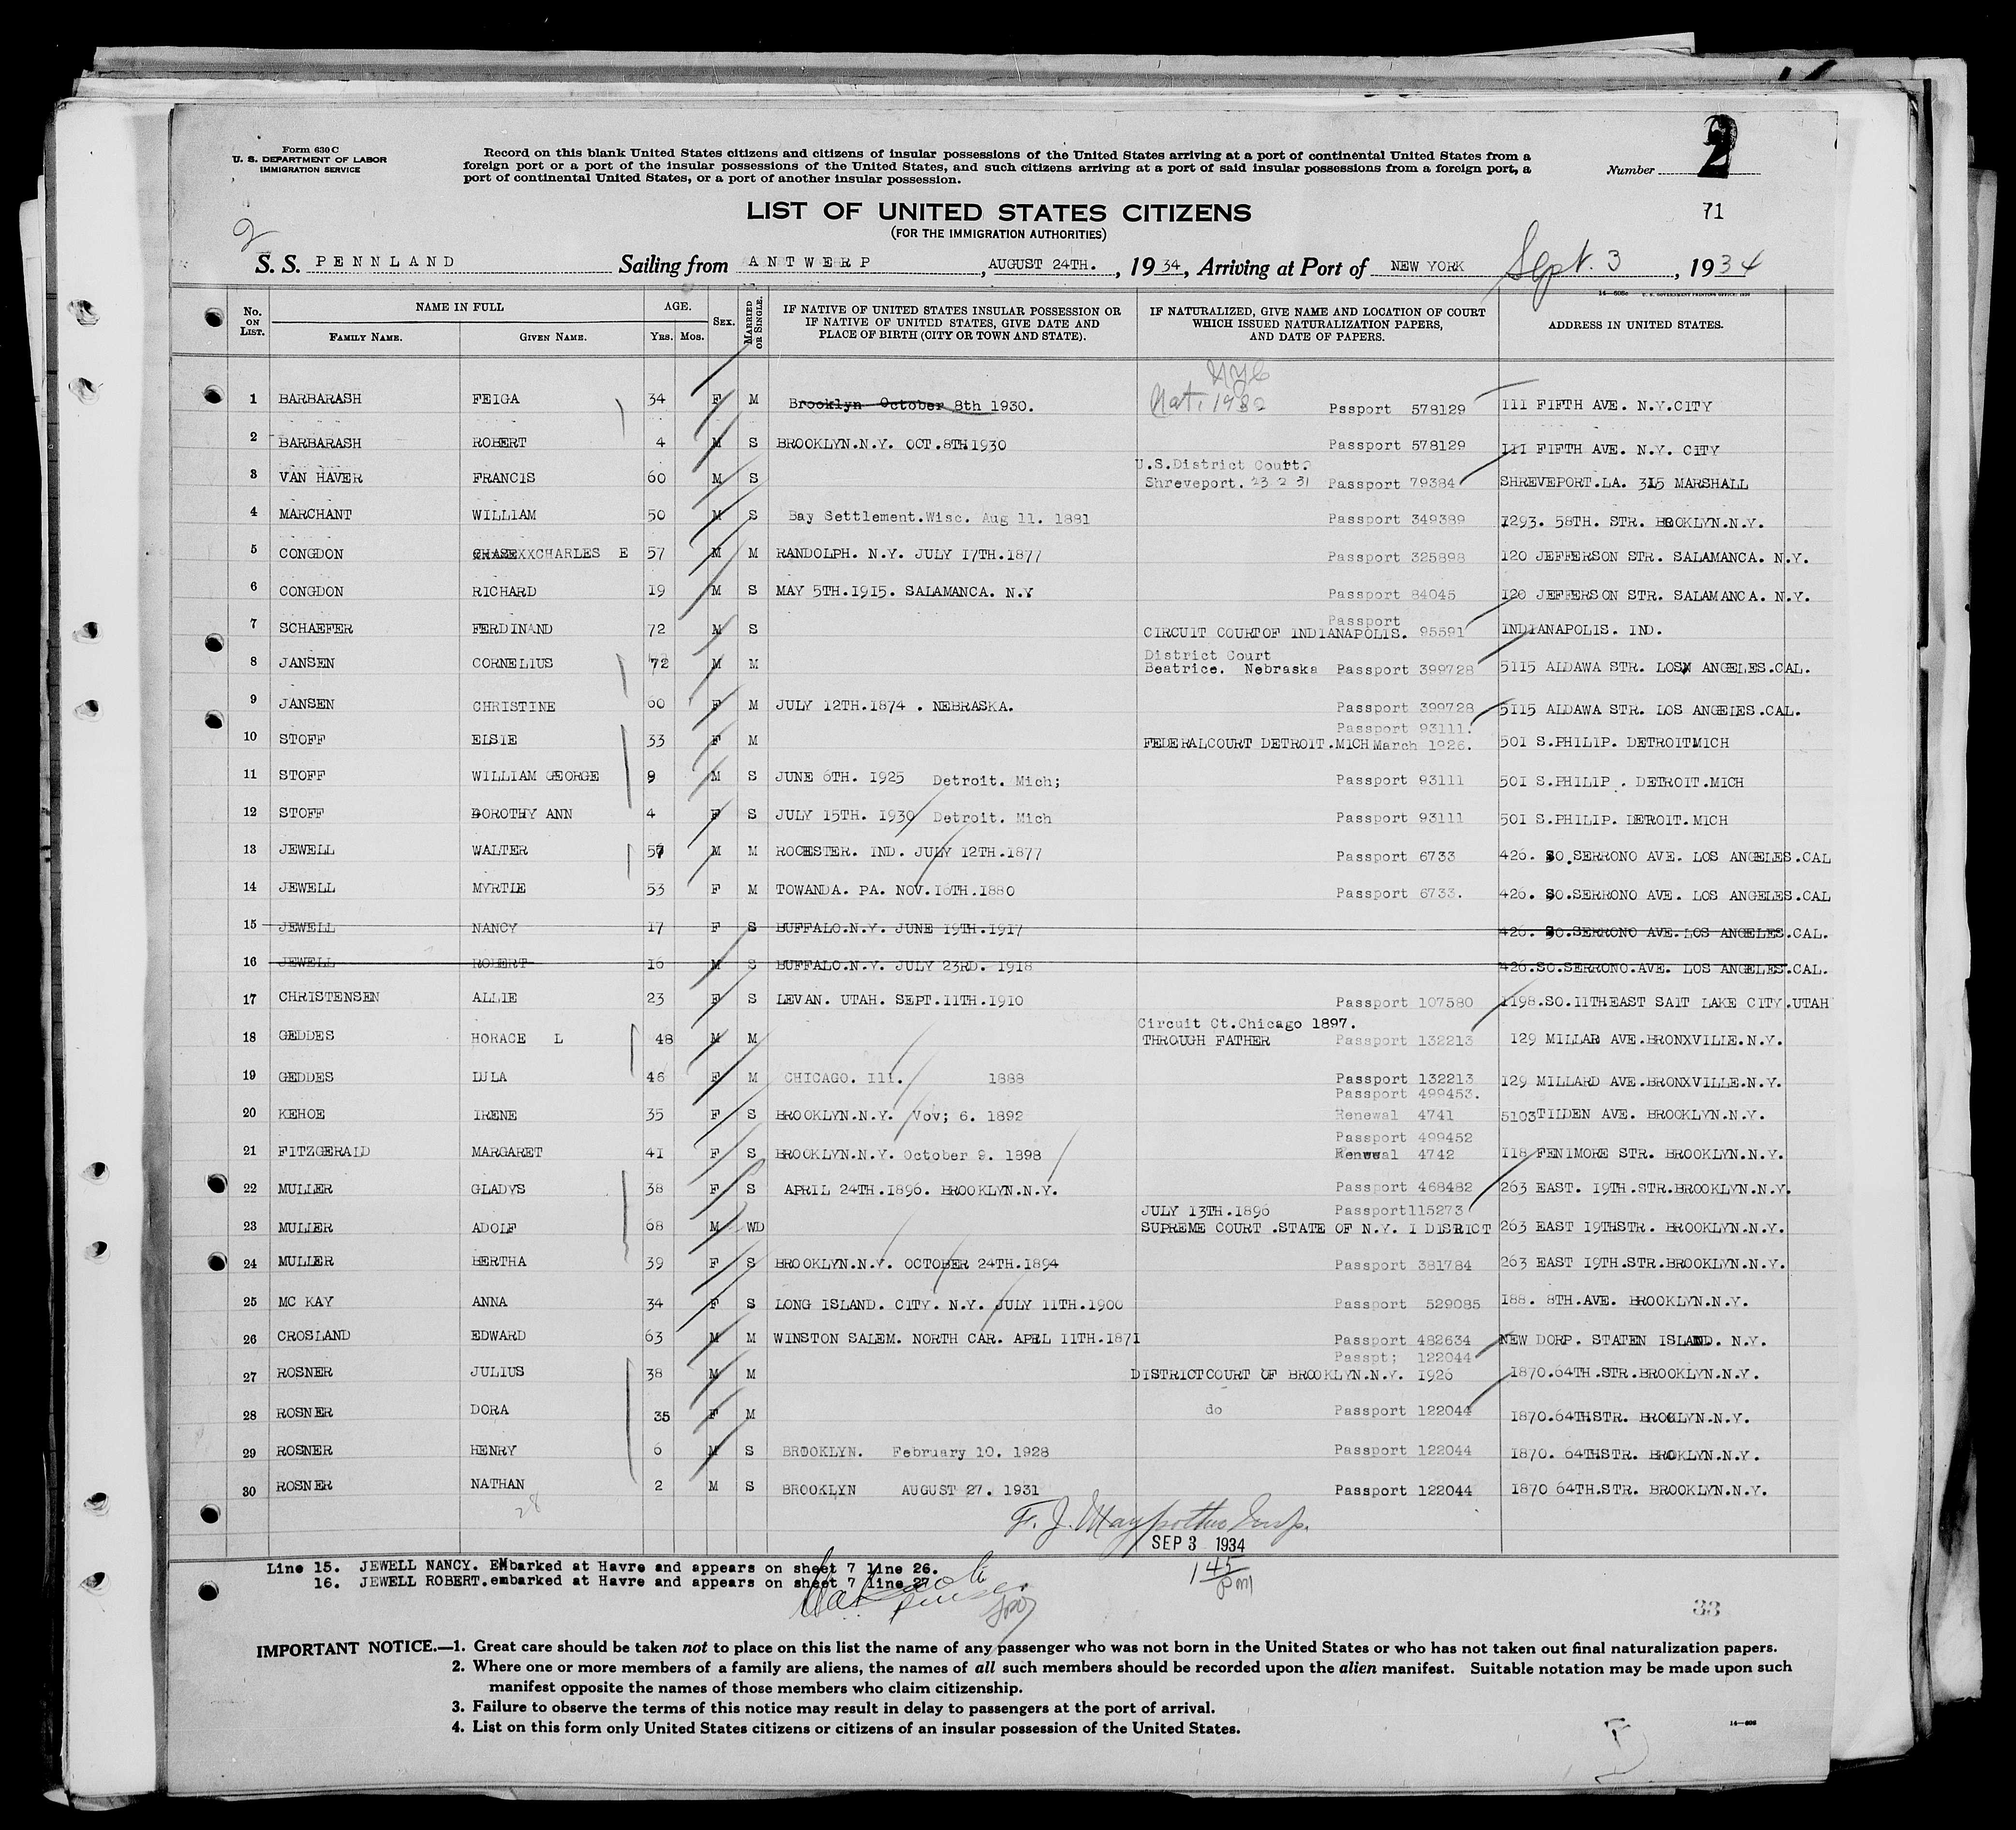 Form 630 C
U. S. DEPARTMENT OF LABOR
IMMIGRATION SERVICE
Record on this blank United States citizens and citizens of insular possessions of the United States arriving at a port of continental United States from a
foreign port or a port of the insular possessions of the United States, and such citizens arriving at a port of said insular possessions from a foreign port, a
port of continental United States, or a port of another insular possession.
Number 2
LIST OF UNITED STATES CITIZENS
71
(FOR THE IMMIGRATION AUTHORITIES)
2
S. S. PENNLAND Sailing from ANTWERP, AUGUST 24TH., 1934, Arriving at Port of NEW YORK Sept. 3, 1934
No. ON LIST. NAME IN FULL FAMILY NAME. GIVEN NAME. AGE. YRS. MOS. SEX. MARRIED OR SINGLE. IF NATIVE OF UNITED STATES INSULAR POSSESSION OR IF NATIVE OF UNITED STATES, GIVE DATE AND PLACE OF BIRTH (CITY OR TOWN AND STATE). IF NATURALIZED, GIVE NAME AND LOCATION OF COURT WHICH ISSUED NATURALIZATION PAPERS, AND DATE OF PAPERS. ADDRESS IN UNITED STATES.
NYC
1 BARBARASH FEIGA 34 F M Brooklyn October 8th 1930. Nat. 1930 Pssport 578129 111 FIFTH AVE. N.Y.CITY
2 BARBARASH ROBERT 4 M S BROOKLYN.N.Y. OCT.8TH 1930 Passport 578129 111 FIFTH AVE. N.Y. CITY
U.S.District Court.
3 VAN HAVER FRANCIS 60 M S Shreveport. 23 2 31 Passport 79384 SHREVEPORT.LA. 315 MARSHALL
4 MARCHANT WILLIAM 50 M S Bay Settlement.Wisc. Aug 11. 1881 Passport 349389 7293. 58TH. STR. BROKLYN.N.Y.
5 CONGDON CHARLES E 57 M M RANDOLPH. N.Y. JULY 17TH.1877 Passport 325898 120 JEFFERSON STR. SALAMANCA. N.Y.
6 CONGDON RICHARD 19 M S MAY 5TH.1915. SALAMANCA. N.Y Passport 84045 120 JEFFERSON STR. SALAMANCA. N.Y.
Passport
7 SCHAEFER FERDINAND 72 M S CIRCUIT COURTOF INDIANAPOLIS. 95591 INDIANAPOLIS. IND.
District Court
8 JANSEN CORNELIUS 72 M M Beatrice. Nebraska Passport 399728 5115 ALDAWA STR. LOS ANGELES.CAL.
9 JANSEN CHRISTINE 60 F M JULY 12TH.1874 . NEBRASKA. Passport 399728 5115 ALDAWA STR. LOS ANGELES.CAL.
Passport 93111.
10 STOFF ELSIE 33 F M FEDERALCOURT DETROIT.MICH March 1926. 501 S.PHILIP. DETROITMICH
11 STOFF WILLIAM GEORGE 9 M S JUNE 6TH. 1925 Detroit. Mich; Passport 93111 501 S.PHILIP . DETROIT.MICH
12 STOFF DOROTHY ANN 4 F S JULY 15TH. 1930 Detroit. Mich Passport 93111 501 S.PHILIP. DETROIT.MICH
13 JEWELL WALTER 57 M M ROCESTER. IND. JULY 12TH.1877 Passport 6733 426. SO.SERRONO AVE. LOS ANGELES.CAL
14 JEWELL MYRTLE 53 F M TOWANDA. PA. NOV.16TH.1880 Passport 6733. 426. SO.SERRONO AVE. LOS ANGELES.CAL
15 JEWELL NANCY 17 F S BUFFALO.N.Y. JUNE 19TH.1917 426. SO.SERRONO AVE.LOS ANGELES.CAL.
16 JEWELL ROBERT 16 M S BUFFALO.N.Y. JULY 23RD. 1918 426.SO.SERRONO.AVE. LOS ANGELES.CAL.
17 CHRISTENSEN ALLIE 23 F S LEVAN. UTAH. SEPT.11TH.1910 Passport 107580 1198.SO.11THEAST SALT LAKE CITY.UTAH
Circuit Ct.Chicago 1897.
18 GEDDES HORACE L 48 M M THROUGH FATHER Passport 132213 129 MILLAR AVE.BRONXVILLE.N.Y.
19 GEDDES LULA 46 F M CHICAGO. Ill. 1888 Passport 132213 129 MILLARD AVE.BRONXVILLE.N.Y.
Passport 499453.
20 KEHOE IRENE 35 F S BROOKLYN.N.Y. Vov; 6. 1892 Renewal 4741 5103TILDEN AVE. BROOKLYN.N.Y.
Passport 499452
21 FITZGERALD MARGARET 41 F S BROOKLYN.N.Y. October 9. 1898 Renewal 4742 118 FENIMORE STR. BROOKLYN.N.Y.
22 MULLER GLADYS 38 F S APRIL 24TH.1896. BROOKLYN.N.Y. Passport 468482 263 EAST. 19TH.STR.BROOKLYN.N.Y.
JULY 13TH.1896 Passport115273
23 MULLER ADOLF 68 M WD SUPREME COURT .STATE OF N.Y. I DISRICT 263 EAST 19THSTR. BROOKLYN.N.Y.
24 MULLER BERTHA 39 F S BROOKLYN.N.Y. OCTOBER 24TH.1894 Passport 381784 263 EAST 19TH.STR.BROOKLYN.N.Y.
25 MC KAY ANNA 34 F S LONG ISLAND. CITY. N.Y. JULY 11TH.1900 Passport 529085 188. 8TH.AVE. BROOKLYN.N.Y.
26 CROSLAND EDWARD 63 M M WINSTON SALEM. NORTH CAR. APRL 11TH.1871 Passport 482634 NEW DORP. STATEN ISLAND. N.Y.
Passpt; 122044
27 ROSNER JULIUS 38 M M DISTRICTCOURT OF BROOKLYN.N.Y. 1926 1870.64TH.STR.BROOKLYN.N.Y.
28 ROSNER DORA 35 F M do Passport 122044 1870.64THSTR. BROOKLYN.N.Y.
29 ROSNER HENRY 6 M S BROOKLYN. February 10. 1928 Passport 122044 1870. 64THSTR. BROKLYN.N.Y.
30 ROSNER NATHAN 2 M S BROOKLYN AUGUST 27. 1931 Passport 122044 1870 64TH.STR. BROOKLYN.N.Y.
28
F. J. Insp.
SEP 3 1934
1 45 PM
Line 15. JEWELL NANCY. EMbarked at Havre and appears on sheet 7 line 26.
16. JEWELL ROBERT.embarked at Havre and appears on sheet 7 line 27
33
IMPORTANT NOTICE.—1. Great care should be taken not to place on this list the name of any passenger who was not born in the United States or who has not taken out final naturalization papers.
2. Where one or more members of a family are aliens, the names of all such members should be recorded upon the alien manifest. Suitable notation may be made upon such
manifest opposite the names of those members who claim citizenship.
3. Failure to observe the terms of this notice may result in delay to passengers at the port of arrival.
4. List on this form only United States citizens or citizens of an insular possession of the United States.